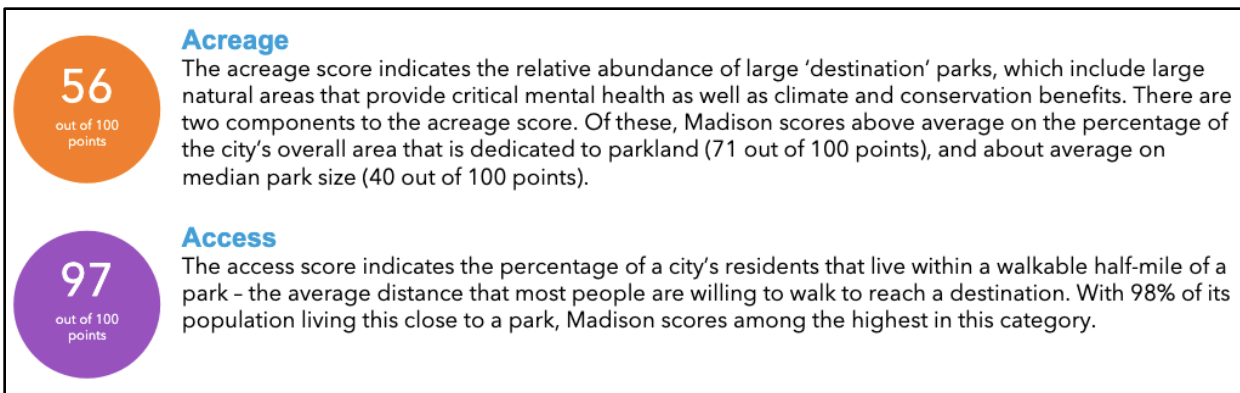 Acreage
56
out of 100
points
The acreage score indicates the relative abundance of large ‘destination’ parks, which include large
natural areas that provide critical mental health as well as climate and conservation benefits. There are
two components to the acreage score. Of these, Madison scores above average on the percentage of
the city’s overall area that is dedicated to parkland (71 out of 100 points), and about average on
median park size (40 out of 100 points).
Access
97
out of 100
points
The access score indicates the percentage of a city’s residents that live within a walkable half-mile of a
park – the average distance that most people are willing to walk to reach a destination. With 98% of its
population living this close to a park, Madison scores among the highest in this category.